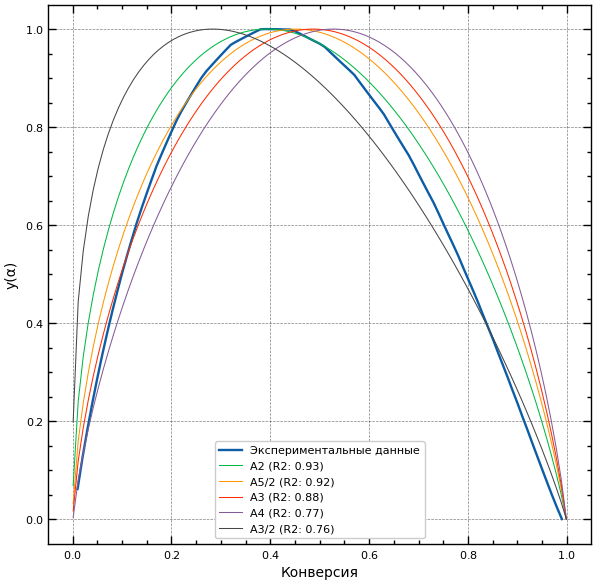 1.0
0.8
0.6
0.4
0.2
0.0
y(α)
Экспериментальные данные
A2 (R2: 0.93)
A5/2 (R2: 0.92)
A3 (R2: 0.88)
A4 (R2: 0.77)
A3/2 (R2: 0.76)
0.0 0.2 0.4 0.6 0.8 1.0
Конверсия